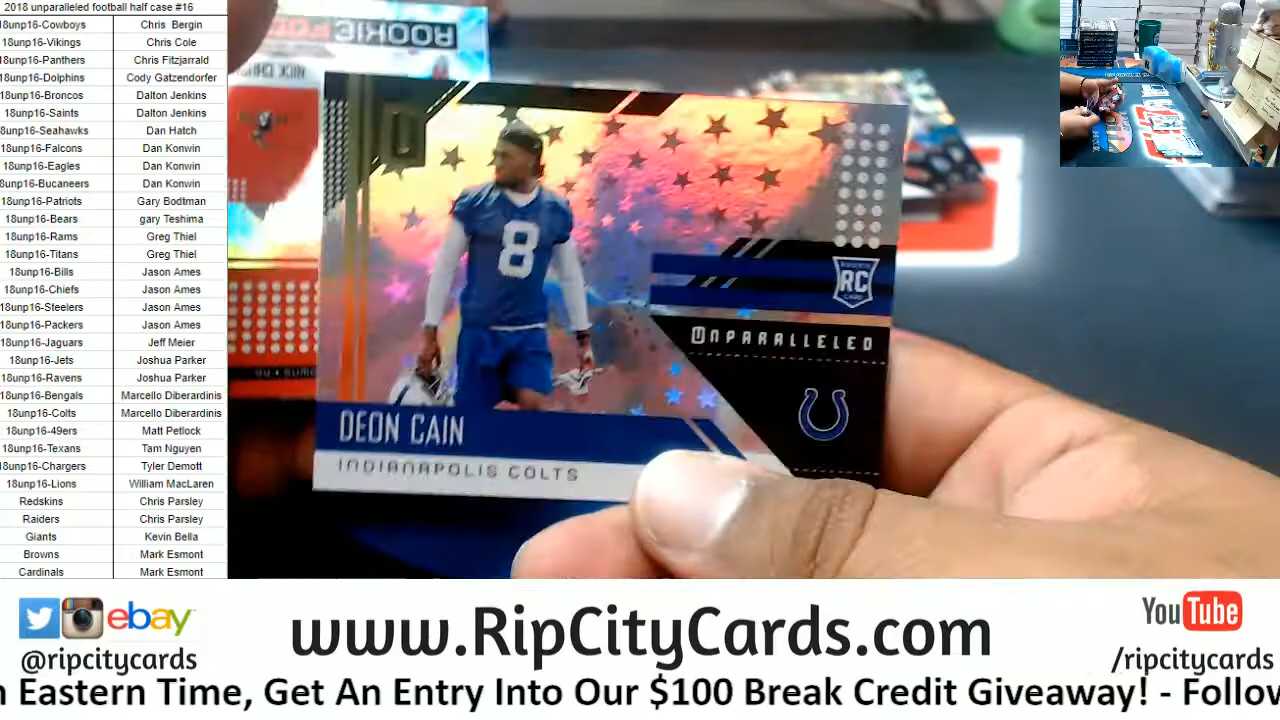 2018 unparalleled football half case #16
18unp16-Cowboys Chris Bergin
18unp16-Vikings Chris Cole
18unp16-Panthers Chris Fitzjarrald
18unp16-Dolphins Cody Gatzendorfer
18unp16-Broncos Dalton Jenkins
18unp16-Saints Dalton Jenkins
8unp16-Seahawks Dan Hatch
18unp16-Falcons Dan Konwin
18unp16-Eagles Dan Konwin
8unp16-Bucaneers Dan Konwin
18unp16-Patriots Gary Bodtman
18unp16-Bears gary Teshima
18unp16-Rams Greg Thiel
18unp16-Titans Greg Thiel
18unp16-Bills Jason Ames
18unp16-Chiefs Jason Ames
18unp16-Steelers Jason Ames
18unp16-Packers Jason Ames
18unp16-Jaguars Jeff Meier
18unp16-Jets Joshua Parker
18unp16-Ravens Joshua Parker
18unp16-Bengals Marcello Diberardinis
18unp16-Colts Marcello Diberardinis
18unp16-49ers Matt Petlock
18unp16-Texans Tam Nguyen
18unp16-Chargers Tyler Demott
18unp16-Lions William MacLaren
Redskins Chris Parsley
Raiders Chris Parsley
Giants Kevin Bella
Browns Mark Esmont
Cardinals Mark Esmont
ROOKIE
NICK
8
ROOKIE
RC
CARD
UNPARALLELED
DEON CAIN
INDIANAPOLIS COLTS
ebay
@ripcitycards
www.RipCityCards.com
YouTube
/ripcitycards
n Eastern Time, Get An Entry Into Our $100 Break Credit Giveaway! - Follow